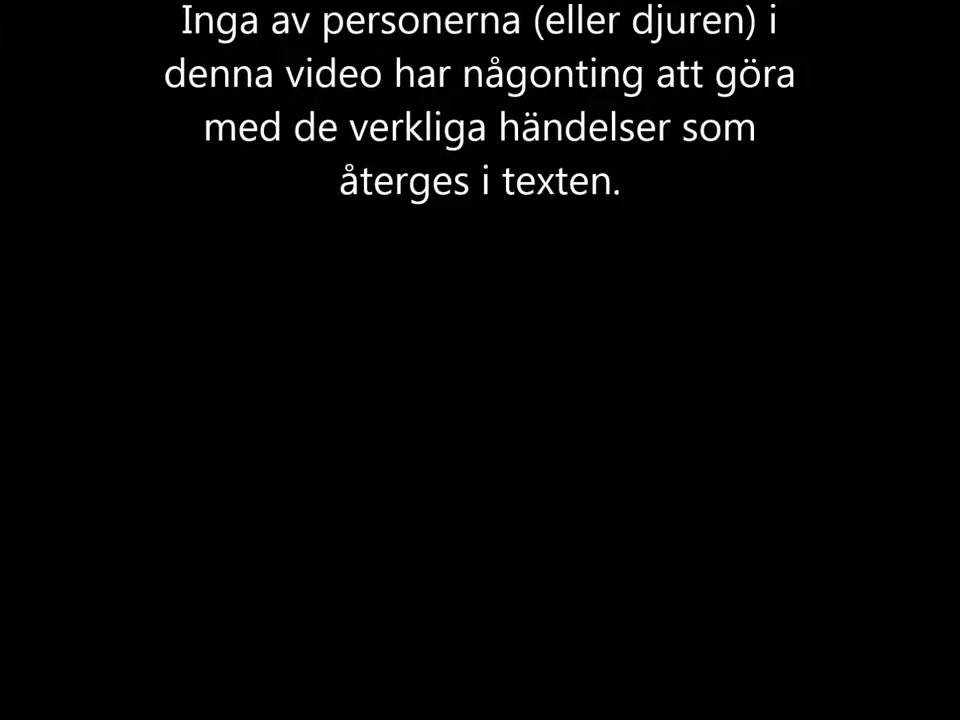 Inga av personerna (eller djuren) i
denna video har någonting att göra
med de verkliga händelser som
återges i texten.